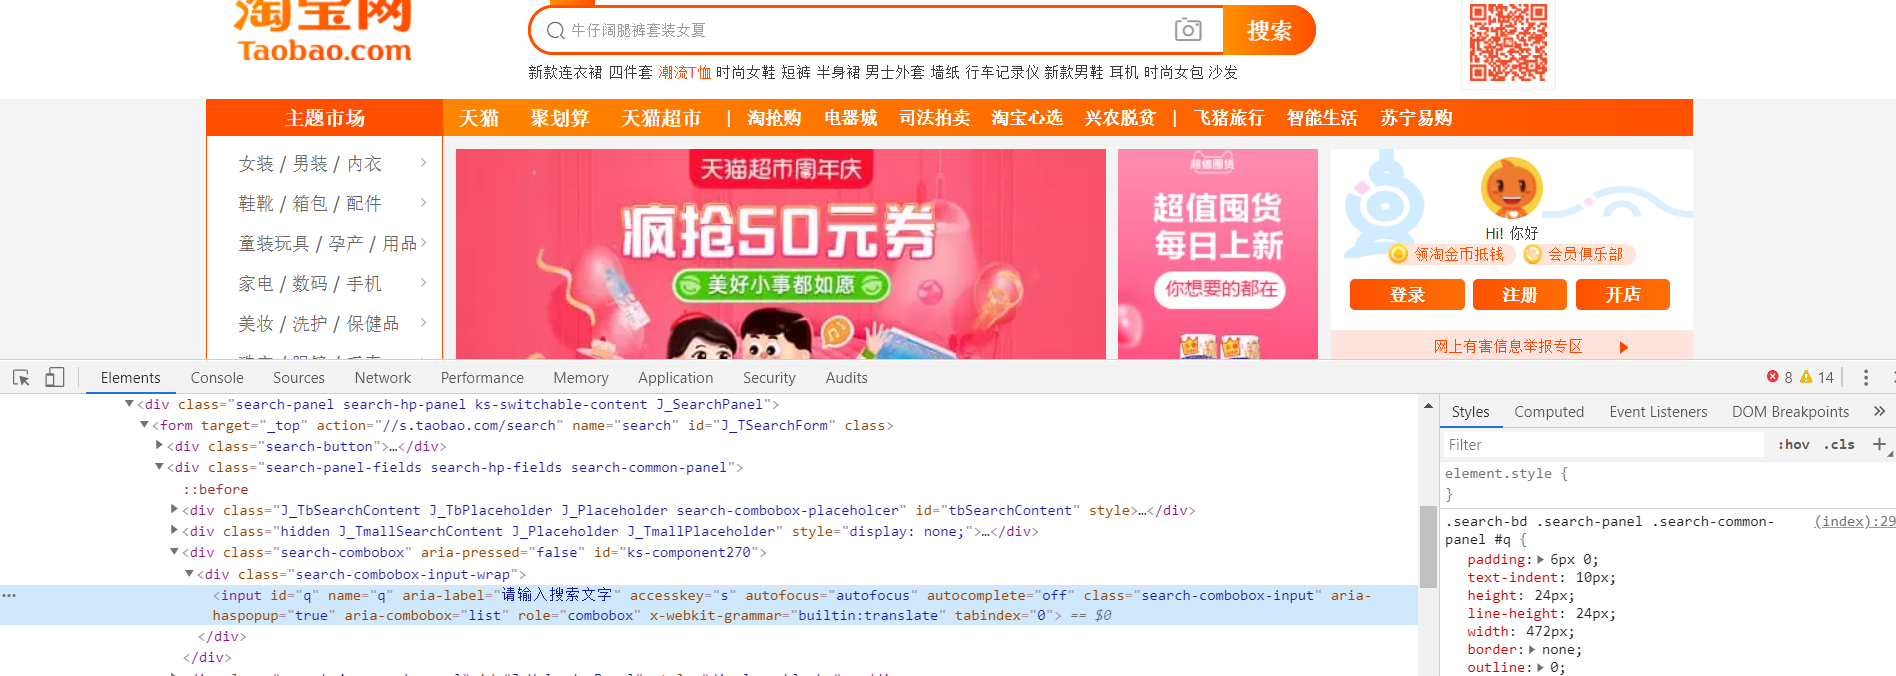 淘宝网
Taobao.com
牛仔阔腿裤套装女夏
搜索
新款连衣裙 四件套 潮流T恤 时尚女鞋 短裤 半身裙 男士外套 墙纸 行车记录仪 新款男鞋 耳机 时尚女包 沙发
主题市场 天猫 聚划算 天猫超市 | 淘抢购 电器城 司法拍卖 淘宝心选 兴农脱贫 | 飞猪旅行 智能生活 苏宁易购
女装 / 男装 / 内衣
鞋靴 / 箱包 / 配件
童装玩具 / 孕产 / 用品
家电 / 数码 / 手机
美妆 / 洗护 / 保健品
天猫超市周年庆
疯抢50元券
美好小事都如愿
超值囤货
超值囤货
每日上新
你想要的都在
Hi! 你好
领淘金币抵钱 会员俱乐部
登录 注册 开店
网上有害信息举报专区
Elements Console Sources Network Performance Memory Application Security Audits 8 14
<div class="search-panel search-hp-panel ks-switchable-content J_SearchPanel">
<form target="_top" action="//s.taobao.com/search" name="search" id="J_TSearchForm" class>
<div class="search-button">…</div>
<div class="search-panel-fields search-hp-fields search-common-panel">
::before
<div class="J_TbSearchContent J_TbPlaceholder J_Placeholder search-combobox-placeholcer" id="tbSearchContent" style>…</div>
<div class="hidden J_TmallSearchContent J_Placeholder J_TmallPlaceholder" style="display: none;">…</div>
<div class="search-combobox" aria-pressed="false" id="ks-component270">
<div class="search-combobox-input-wrap">
<input id="q" name="q" aria-label="请输入搜索文字" accesskey="s" autofocus="autofocus" autocomplete="off" class="search-combobox-input" aria-
haspopup="true" aria-combobox="list" role="combobox" x-webkit-grammar="builtin:translate" tabindex="0"> == $0
</div>
</div>
Styles Computed Event Listeners DOM Breakpoints »
Filter :hov .cls +
element.style {
}
.search-bd .search-panel .search-common- (index):29
panel #q {
padding: 6px 0;
text-indent: 10px;
height: 24px;
line-height: 24px;
width: 472px;
border: none;
outline: 0;